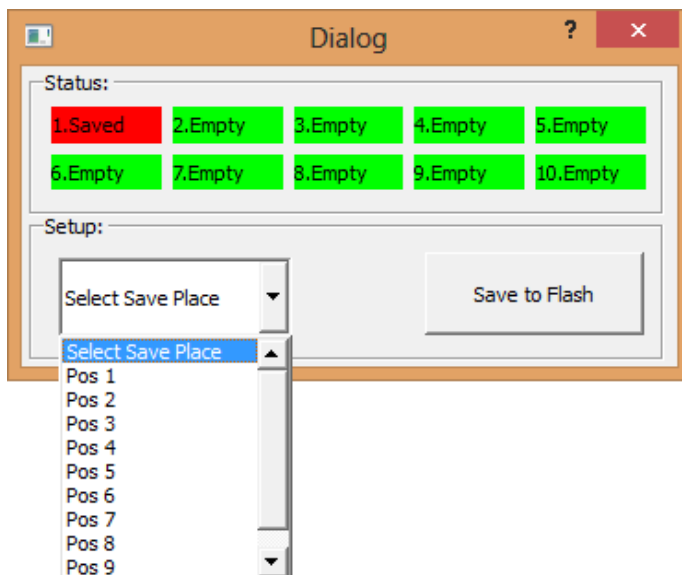 Dialog ?
Status:
1.Saved 2.Empty 3.Empty 4.Empty 5.Empty
6.Empty 7.Empty 8.Empty 9.Empty 10.Empty
Setup:
Select Save Place Save to Flash
Select Save Place
Pos 1
Pos 2
Pos 3
Pos 4
Pos 5
Pos 6
Pos 7
Pos 8
Pos 9